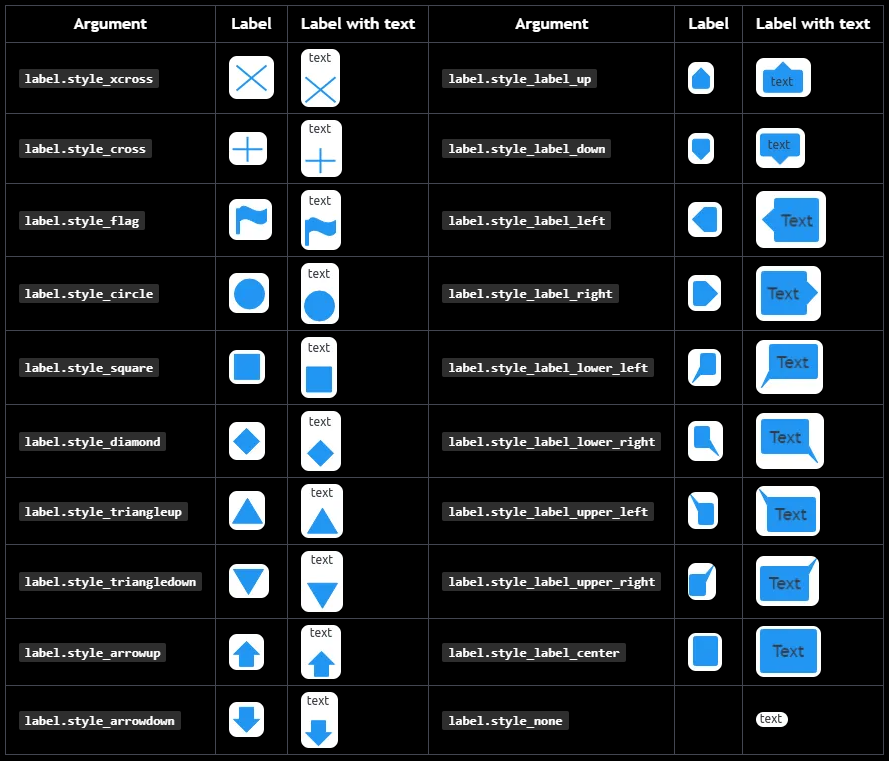 Argument Label Label with text Argument Label Label with text
label.style_xcross text label.style_label_up text
label.style_cross text label.style_label_down text
label.style_flag text label.style_label_left Text
label.style_circle text label.style_label_right Text
label.style_square text label.style_label_lower_left Text
label.style_diamond text label.style_label_lower_right Text
label.style_triangleup text label.style_label_upper_left Text
label.style_triangledown text label.style_label_upper_right Text
label.style_arrowup text label.style_label_center Text
label.style_arrowdown text label.style_none text